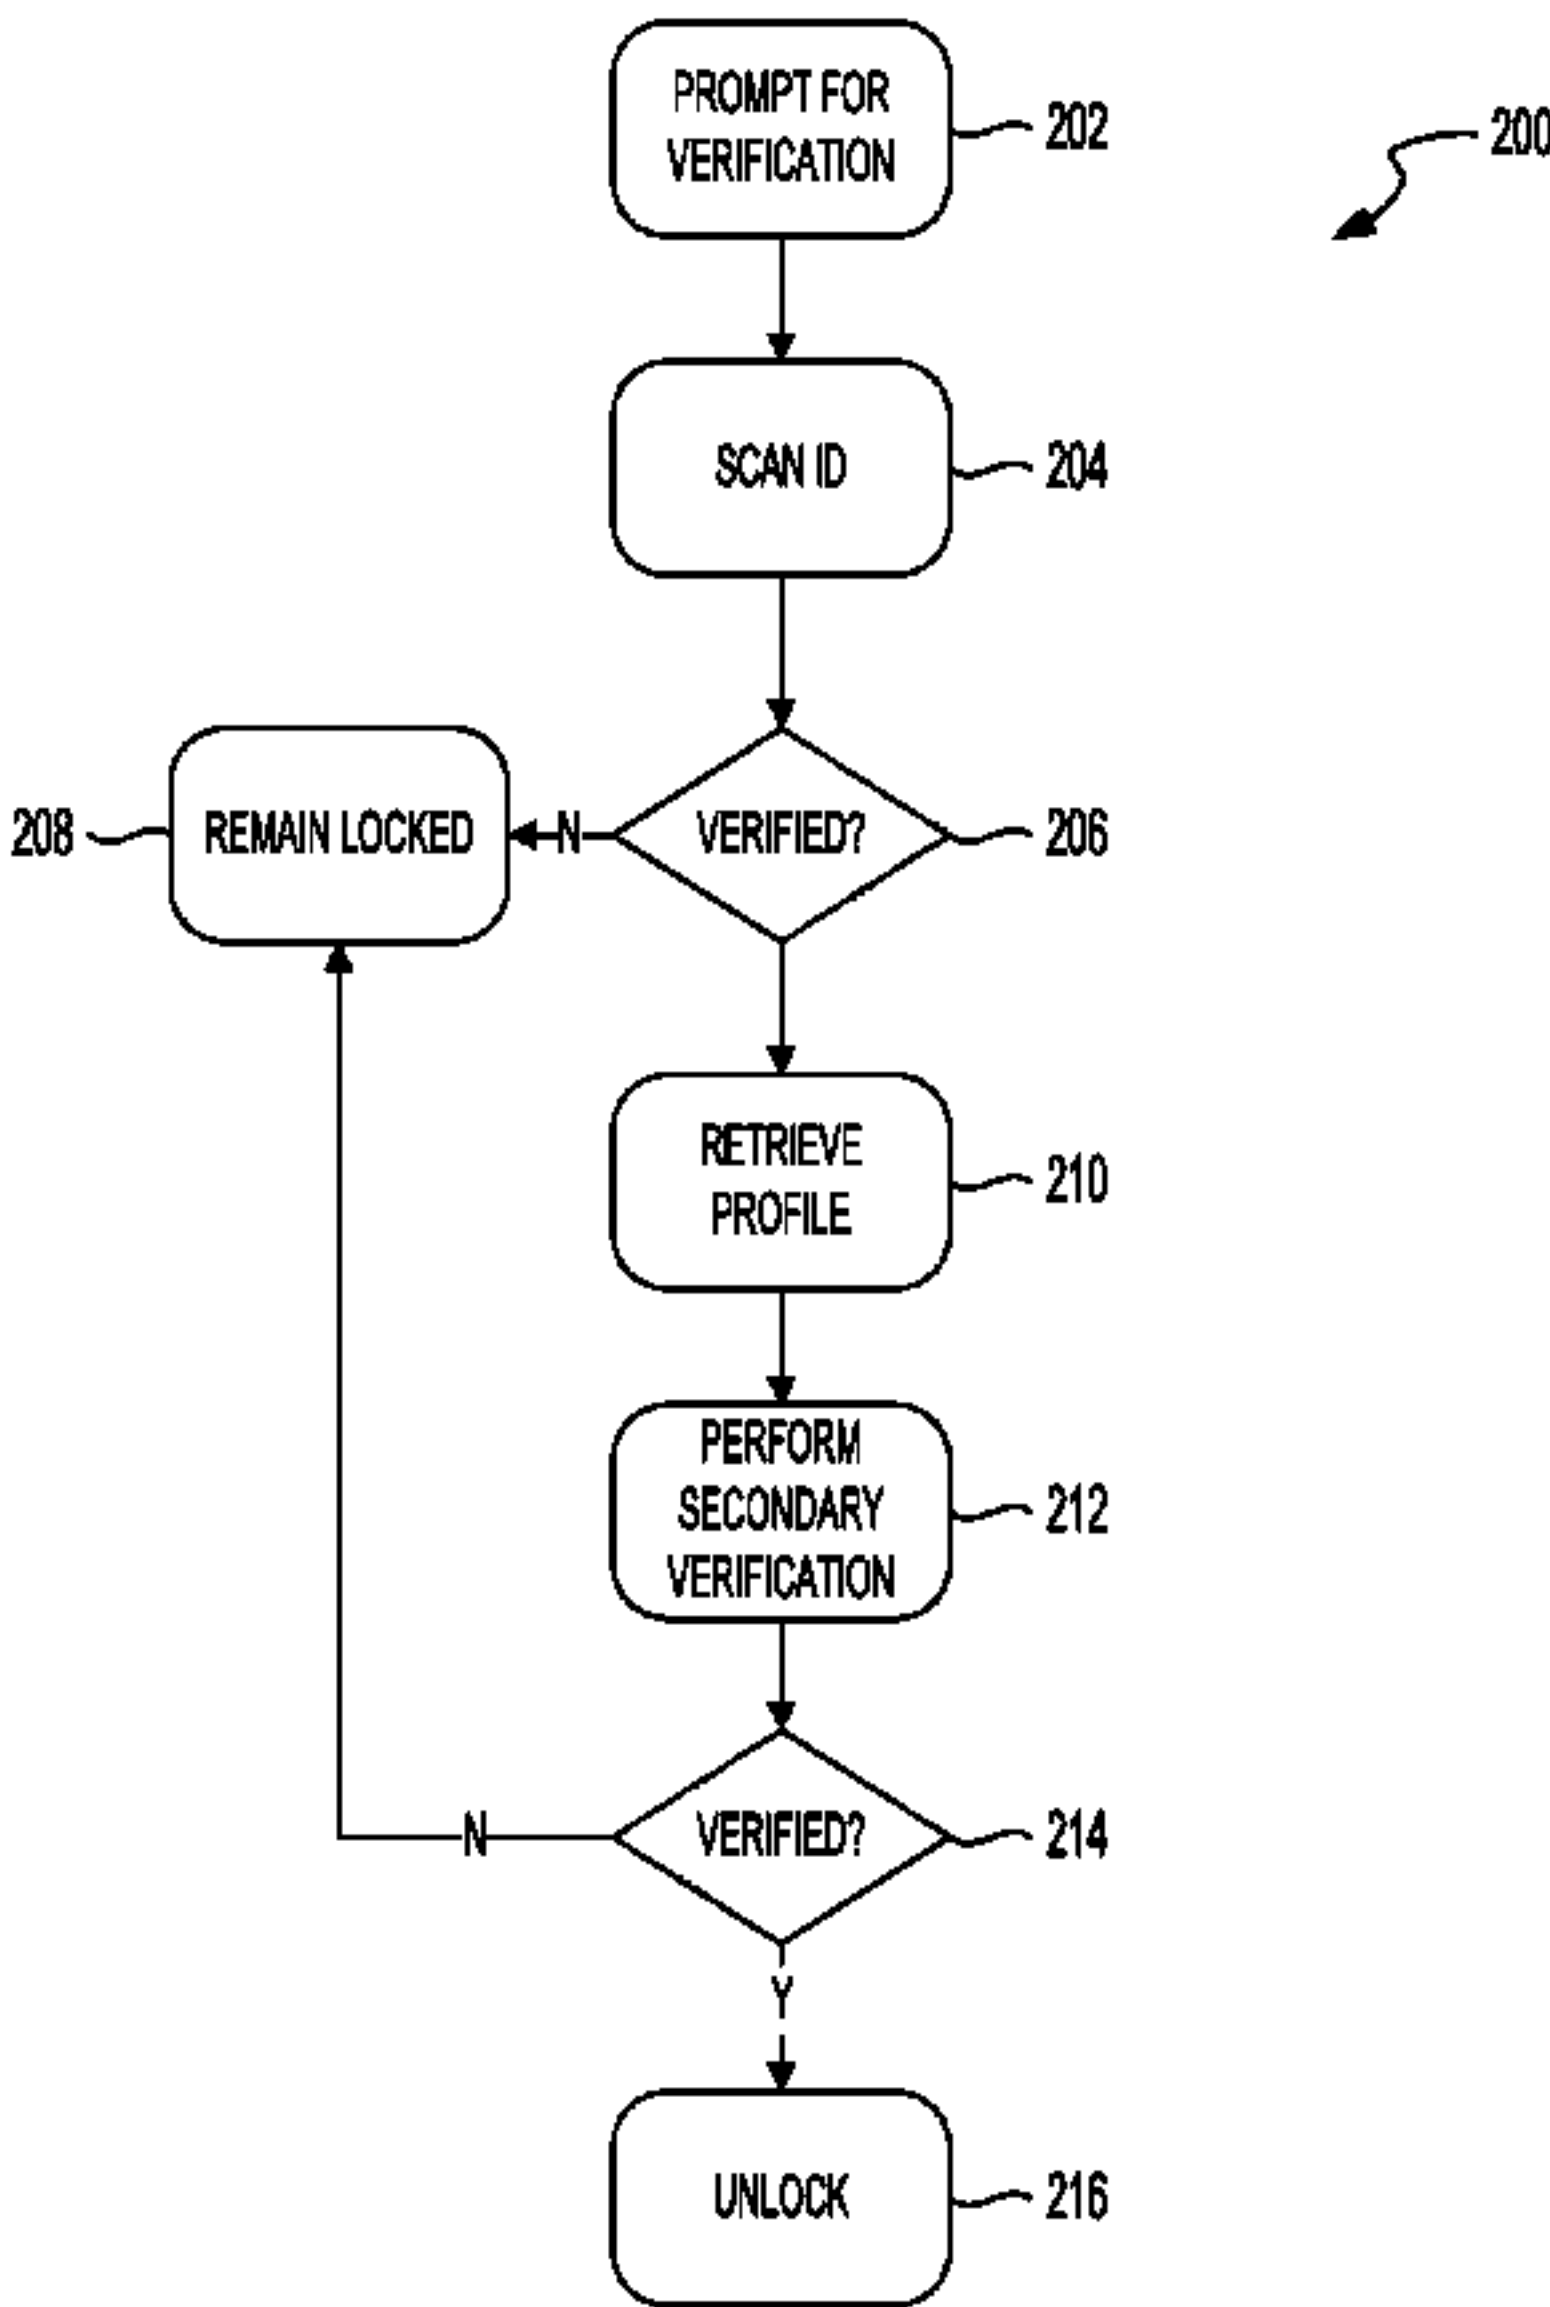 PROMPT FOR
VERIFICATION
202
200
SCAN ID
204
REMAIN LOCKED
208
N
VERIFIED?
206
RETRIEVE
PROFILE
210
PERFORM
SECONDARY
VERIFICATION
212
N
VERIFIED?
214
Y
UNLOCK
216